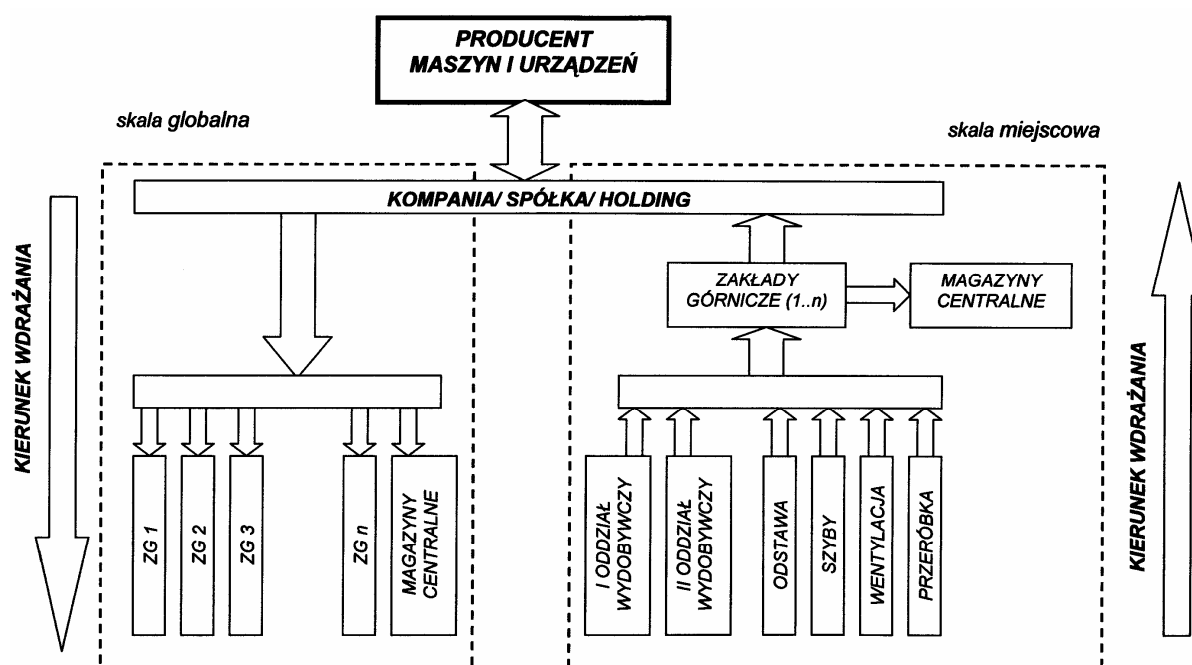 PRODUCENT
MASZYN I URZĄDZEŃ
skala globalna
skala miejscowa
KOMPANIA/ SPÓŁKA/ HOLDING
ZAKŁADY
GÓRNICZE (1..n)
MAGAZYNY
CENTRALNE
KIERUNEK WDRAŻANIA
KIERUNEK WDRAŻANIA
ZG 1
ZG 2
ZG 3
ZG n
MAGAZYNY
CENTRALNE
I ODDZIAŁ
WYDOBYWCZY
II ODDZIAŁ
WYDOBYWCZY
ODSTAWA
SZYBY
WENTYLACJA
PRZERÓBKA